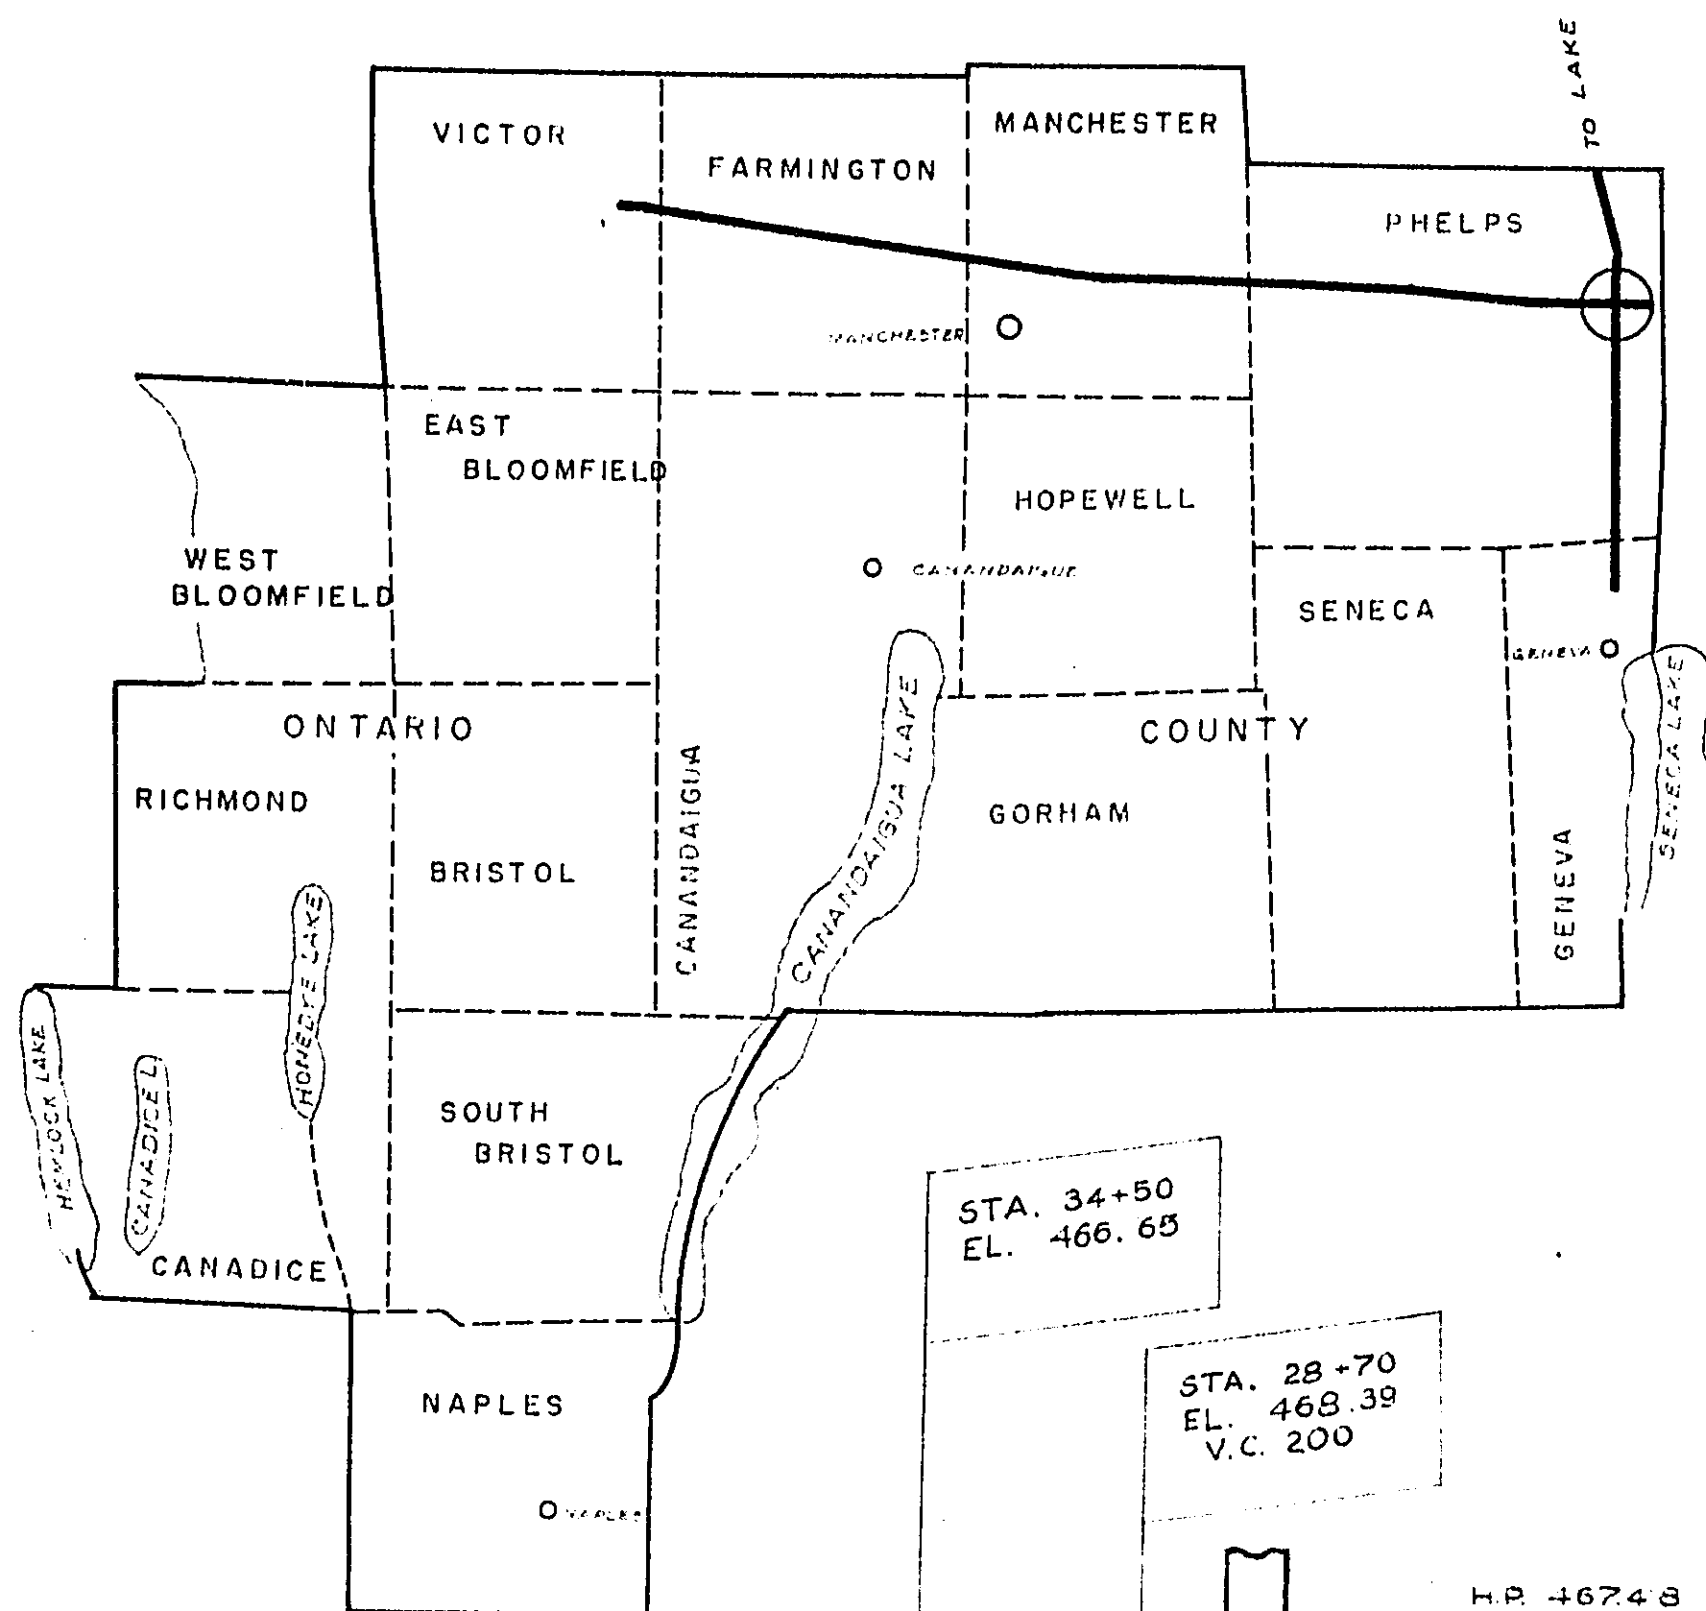 TO LAKE
VICTOR
FARMINGTON
MANCHESTER
PHELPS
MANCHESTER
EAST
BLOOMFIELD
HOPEWELL
WEST
BLOOMFIELD
CANANDAIGUE
SENECA
GENEVA
SENECA LAKE
ONTARIO
COUNTY
RICHMOND
BRISTOL
CANANDAIGUA
CANANDAIGUA LAKE
GORHAM
GENEVA
HONEOYE LAKE
HEMLOCK LAKE
CANADICE L
SOUTH
BRISTOL
CANADICE
STA. 34+50
EL. 466.65
NAPLES
STA. 28+70
EL. 468.39
V.C. 200
NAPLES
H.P. 467.48